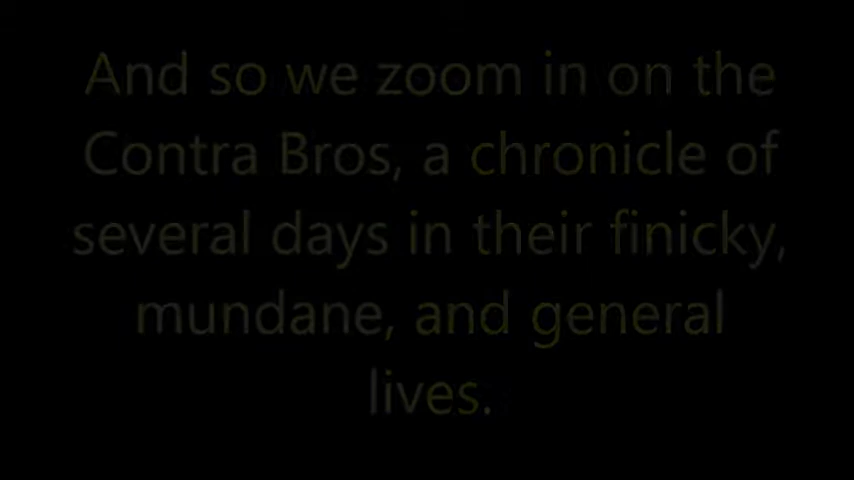 And so we zoom in on the
Contra Bros, a chronicle of
several days in their finicky,
mundane, and general
lives.